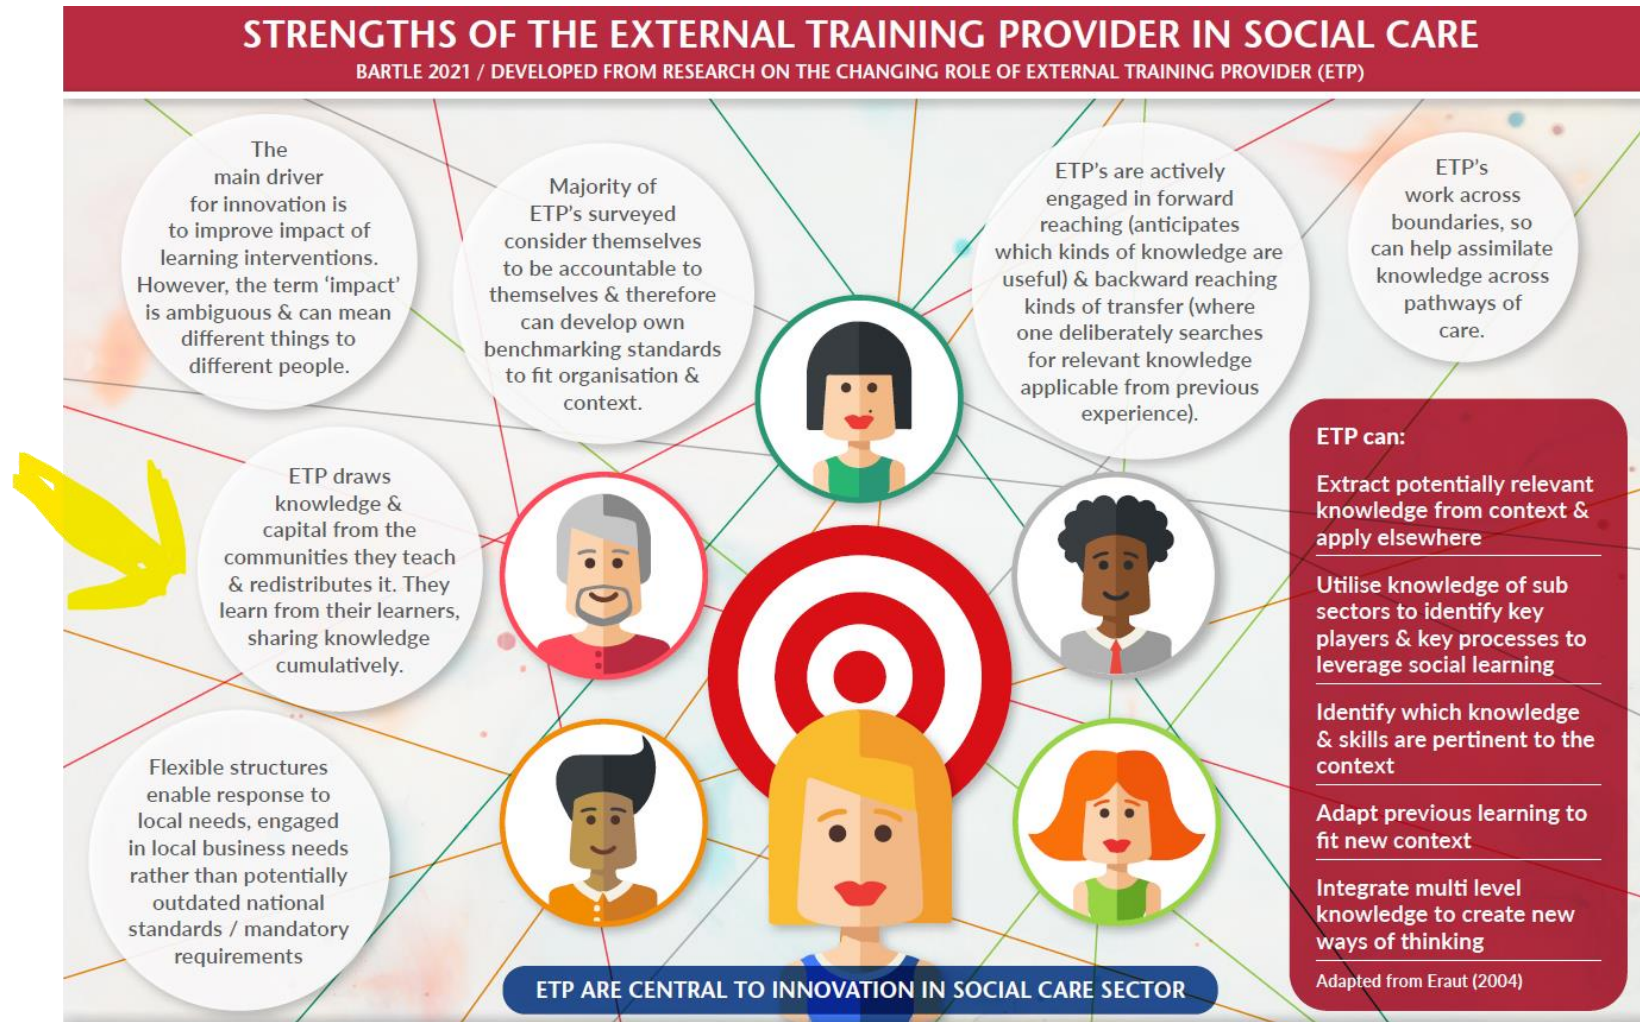 STRENGTHS OF THE EXTERNAL TRAINING PROVIDER IN SOCIAL CARE
BARTLE 2021 / DEVELOPED FROM RESEARCH ON THE CHANGING ROLE OF EXTERNAL TRAINING PROVIDER (ETP)
The
main driver
for innovation is
to improve impact of
learning interventions.
However, the term ‘impact’
is ambiguous & can mean
different things to
different people.
Majority of
ETP’s surveyed
consider themselves
to be accountable to
themselves & therefore
can develop own
benchmarking standards
to fit organisation &
context.
ETP’s are actively
engaged in forward
reaching (anticipates
which kinds of knowledge are
useful) & backward reaching
kinds of transfer (where
one deliberately searches
for relevant knowledge
applicable from previous
experience).
ETP’s
work across
boundaries, so
can help assimilate
knowledge across
pathways of
care.
ETP draws
knowledge &
capital from the
communities they teach
& redistributes it. They
learn from their learners,
sharing knowledge
cumulatively.
Flexible structures
enable response to
local needs, engaged
in local business needs
rather than potentially
outdated national
standards / mandatory
requirements
ETP can:
Extract potentially relevant
knowledge from context &
apply elsewhere
Utilise knowledge of sub
sectors to identify key
players & key processes to
leverage social learning
Identify which knowledge
& skills are pertinent to the
context
Adapt previous learning to
fit new context
Integrate multi level
knowledge to create new
ways of thinking
Adapted from Eraut (2004)
ETP ARE CENTRAL TO INNOVATION IN SOCIAL CARE SECTOR